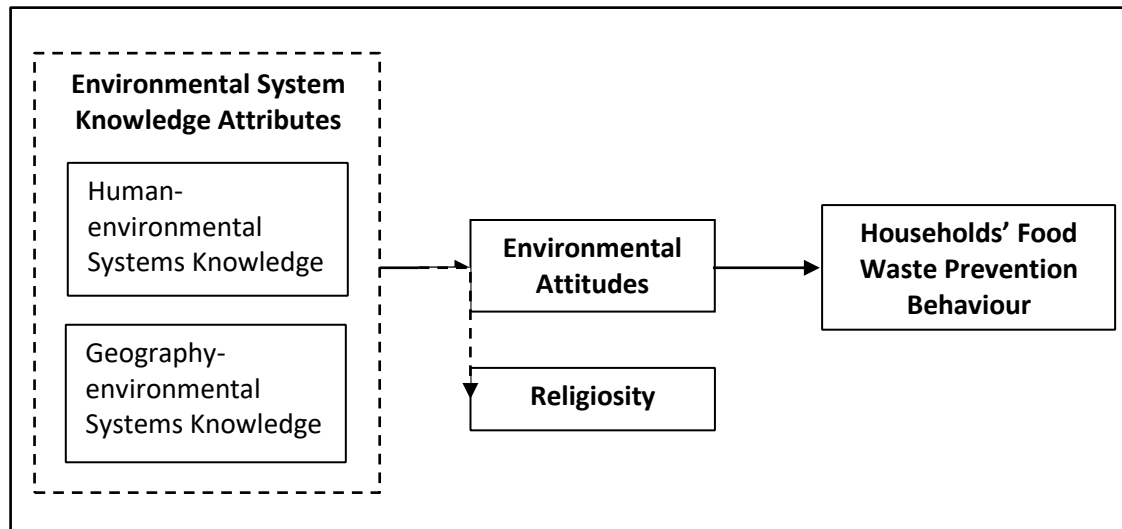 Environmental System
Knowledge Attributes
Human-
environmental
Systems Knowledge
Geography-
environmental
Systems Knowledge
Environmental
Attitudes
Religiosity
Households’ Food
Waste Prevention
Behaviour